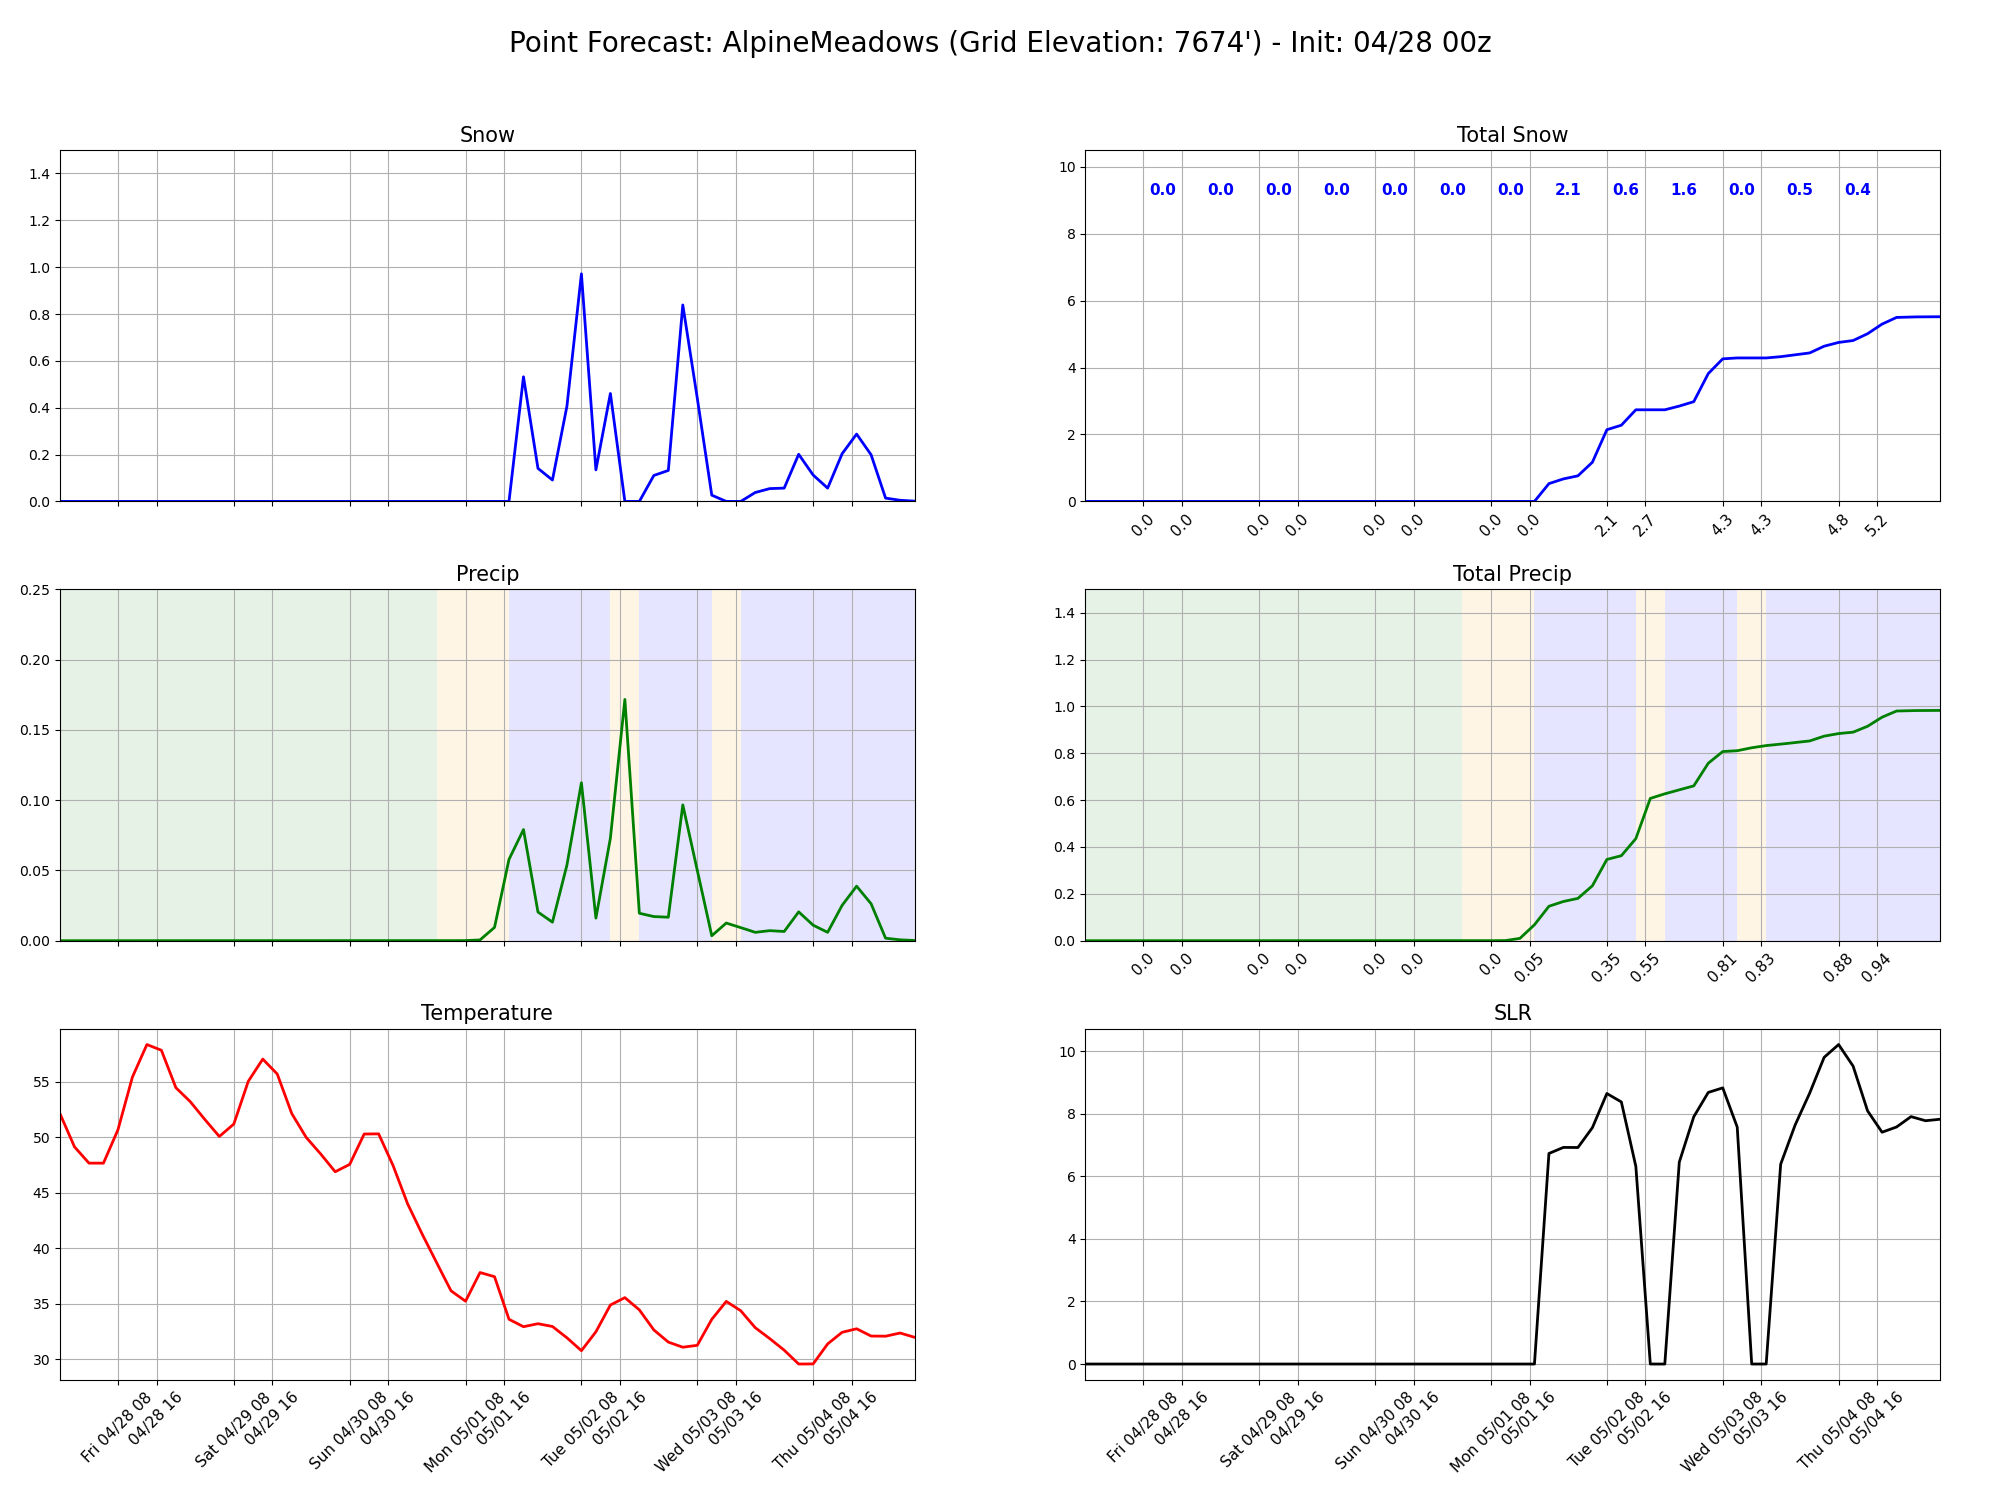 Point Forecast: AlpineMeadows (Grid Elevation: 7674') - Init: 04/28 00z
Snow
1.4
1.2
1.0
0.8
0.6
0.4
0.2
0.0
Total Snow
10
8
6
4
2
0
0.0 0.0 0.0 0.0 0.0 0.0 0.0 2.1 0.6 1.6 0.0 0.5 0.4
0.0 0.0 0.0 0.0 0.0 0.0 0.0 0.0 2.1 2.7 4.3 4.3 4.8 5.2
Precip
0.25
0.20
0.15
0.10
0.05
0.00
Total Precip
1.4
1.2
1.0
0.8
0.6
0.4
0.2
0.0
0.0 0.0 0.0 0.0 0.0 0.0 0.0 0.05 0.35 0.55 0.81 0.83 0.88 0.94
Temperature
55
50
45
40
35
30
Fri 04/28 08
04/28 16
Sat 04/29 08
04/29 16
Sun 04/30 08
04/30 16
Mon 05/01 08
05/01 16
Tue 05/02 08
05/02 16
Wed 05/03 08
05/03 16
Thu 05/04 08
05/04 16
SLR
10
8
6
4
2
0
Fri 04/28 08
04/28 16
Sat 04/29 08
04/29 16
Sun 04/30 08
04/30 16
Mon 05/01 08
05/01 16
Tue 05/02 08
05/02 16
Wed 05/03 08
05/03 16
Thu 05/04 08
05/04 16